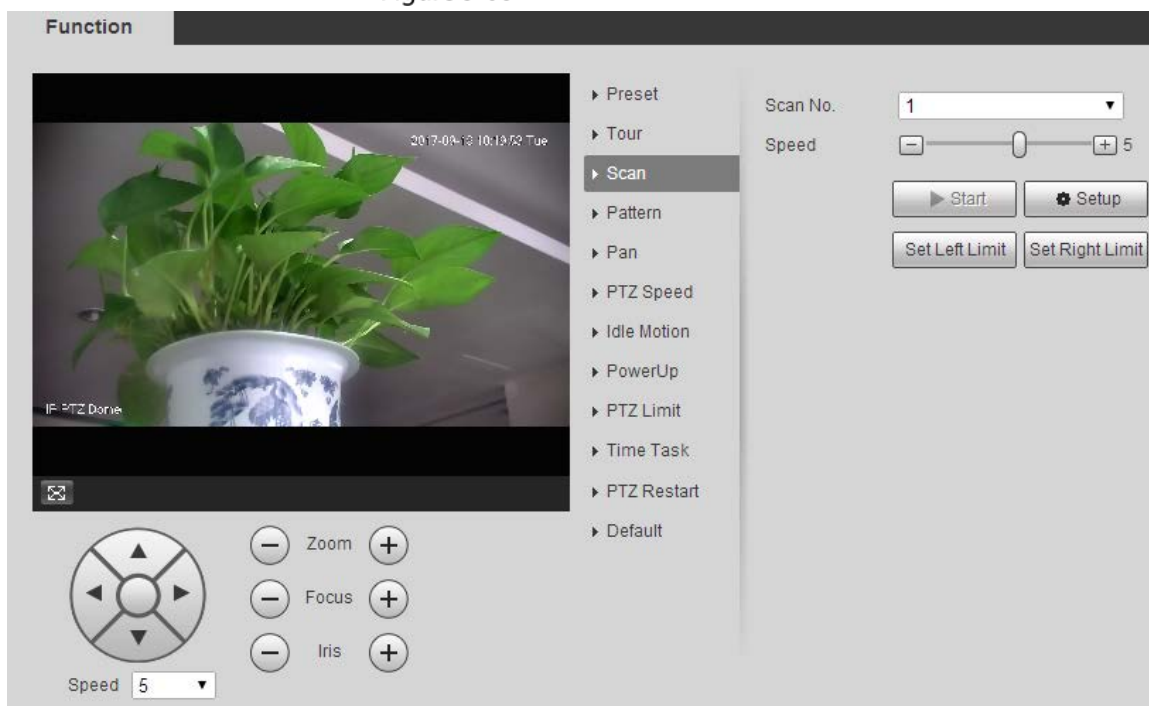 Function
2017-09-19 10:19:52 Tue
IP PTZ Dome
Preset
Tour
Scan
Pattern
Pan
PTZ Speed
Idle Motion
PowerUp
PTZ Limit
Time Task
PTZ Restart
Default
Scan No. 1
Speed 5
Start Setup
Set Left Limit Set Right Limit
Zoom
Focus
Iris
Speed 5